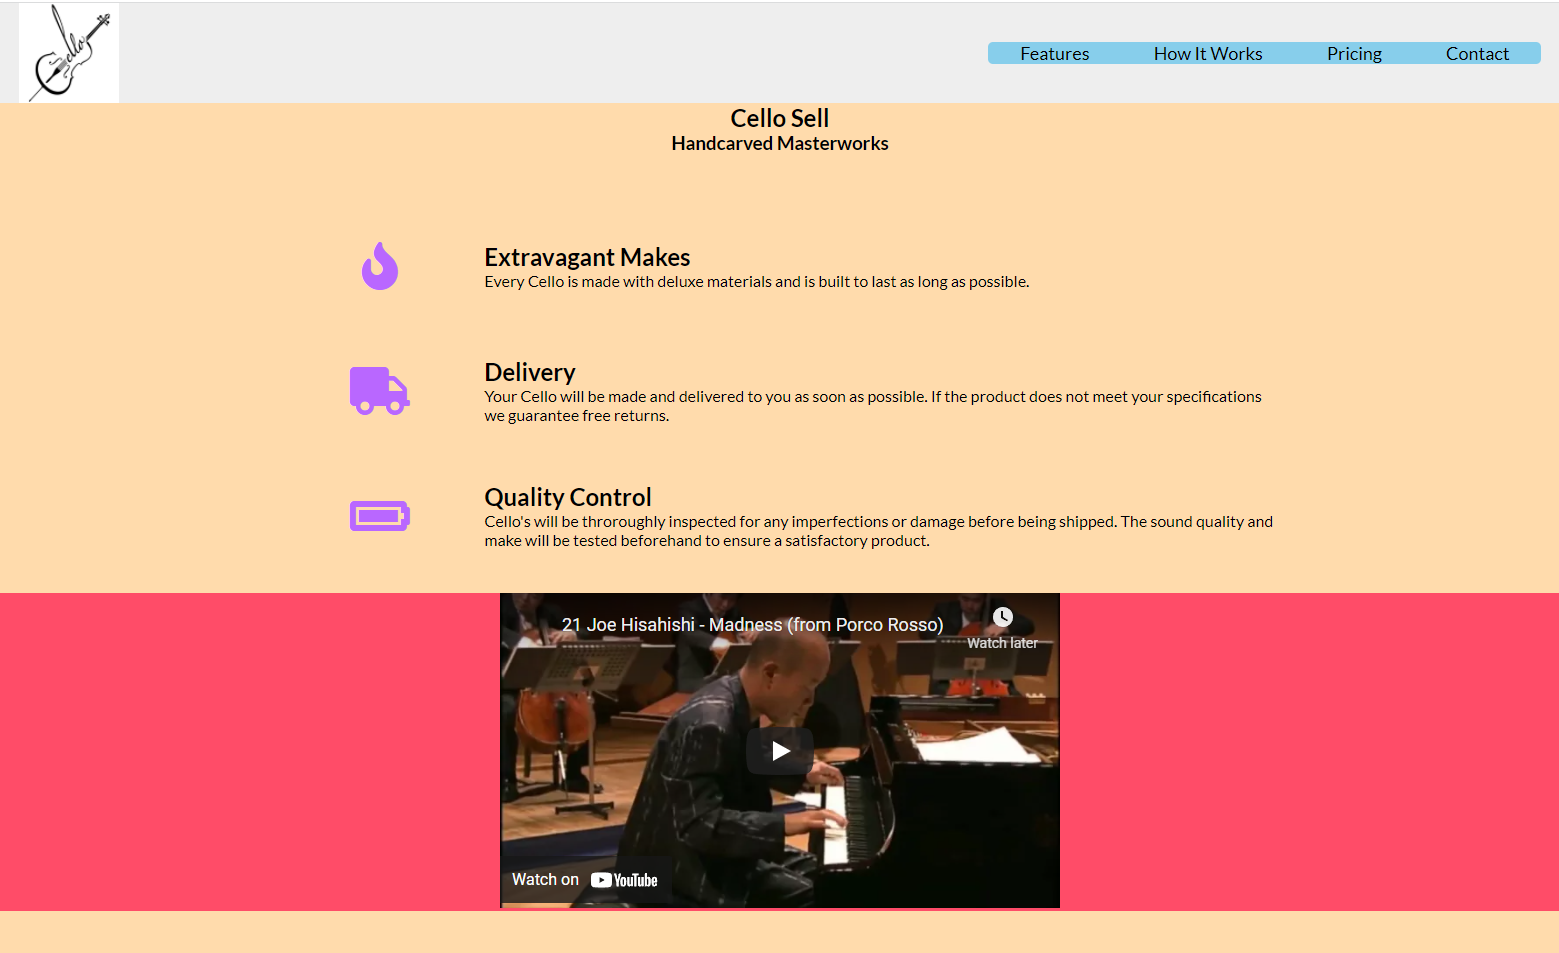 Cello
Features How It Works Pricing Contact
Cello Sell
Handcarved Masterworks
Extravagant Makes
Every Cello is made with deluxe materials and is built to last as long as possible.
Delivery
Your Cello will be made and delivered to you as soon as possible. If the product does not meet your specifications
we guarantee free returns.
Quality Control
Cello's will be throroughly inspected for any imperfections or damage before being shipped. The sound quality and
make will be tested beforehand to ensure a satisfactory product.
21 Joe Hisahishi - Madness (from Porco Rosso)
Watch later
Watch on YouTube